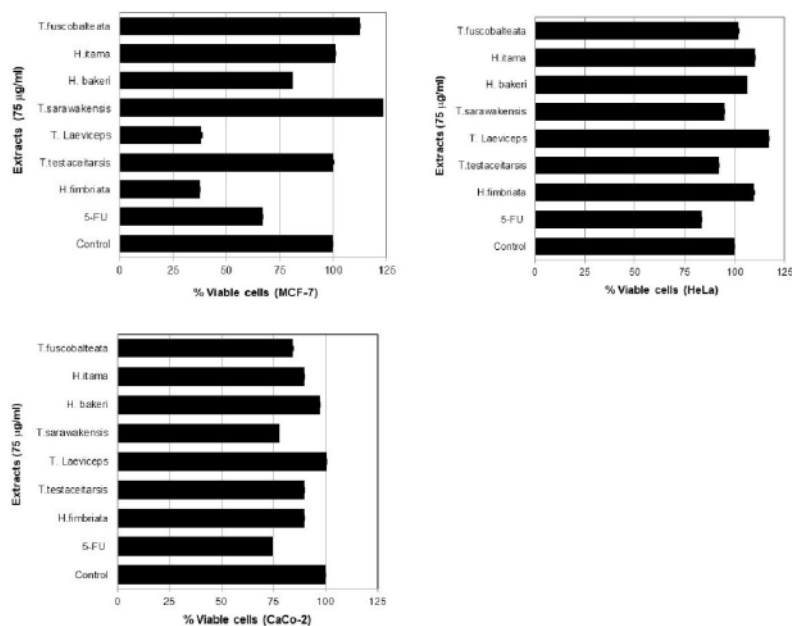 Extracts (75 µg/ml)
T.fuscobalteata
H.itama
H. bakeri
T.sarawakensis
T. Laeviceps
T.testaceitarsis
H.fimbriata
5-FU
Control
0 25 50 75 100 125
% Viable cells (MCF-7)
Extracts (75 µg/ml)
T.fuscobalteata
H.itama
H. bakeri
T.sarawakensis
T. Laeviceps
T.testaceitarsis
H.fimbriata
5-FU
Control
0 25 50 75 100 125
% Viable cells (HeLa)
Extracts (75 µg/ml)
T.fuscobalteata
H.itama
H. bakeri
T.sarawakensis
T. Laeviceps
T.testaceitarsis
H.fimbriata
5-FU
Control
0 25 50 75 100 125
% Viable cells (CaCo-2)